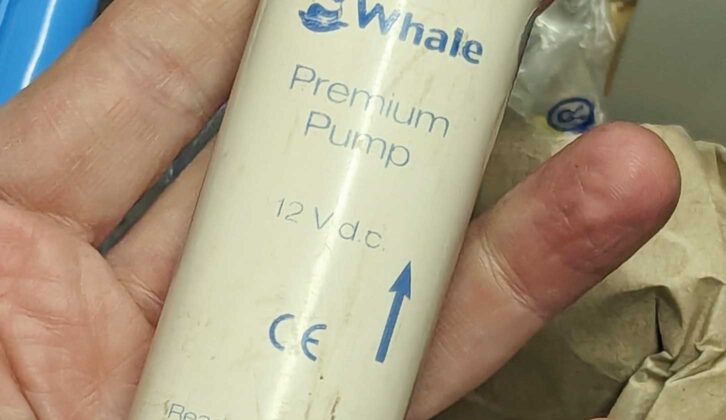 Whale
Premium
Pump
12 V d.c.
CE